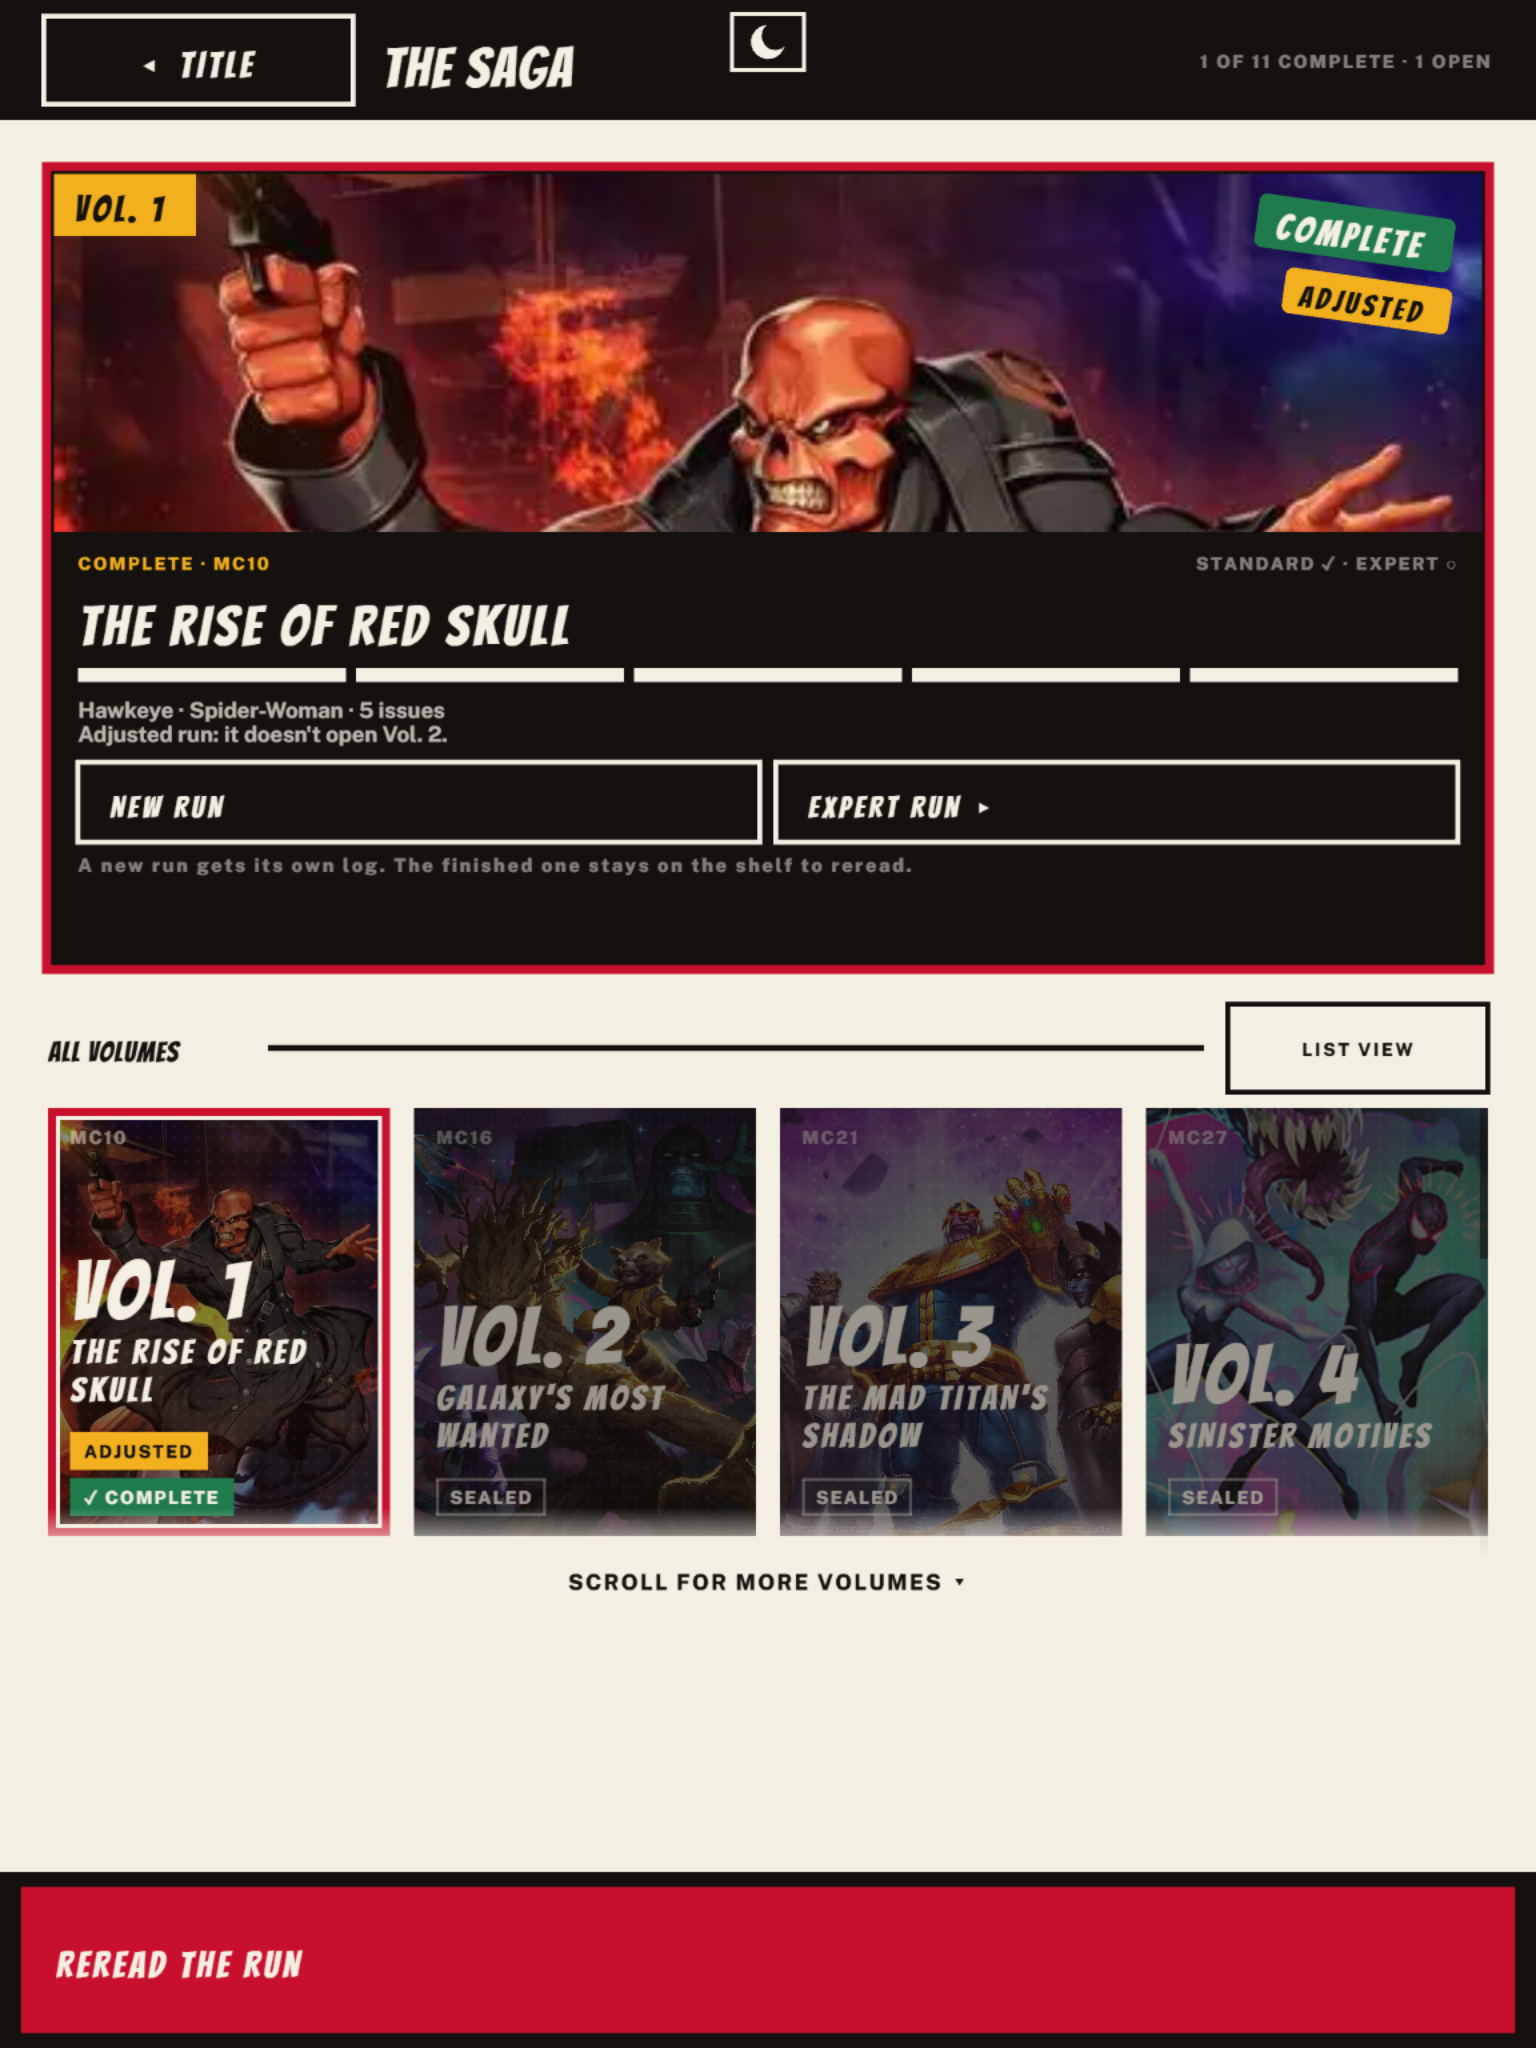 ◂ TITLE
THE SAGA
1 OF 11 COMPLETE · 1 OPEN
VOL. 1
COMPLETE
ADJUSTED
COMPLETE · MC10
STANDARD ✓ · EXPERT ○
THE RISE OF RED SKULL
Hawkeye · Spider-Woman · 5 issues
Adjusted run: it doesn't open Vol. 2.
NEW RUN
EXPERT RUN ▸
A new run gets its own log. The finished one stays on the shelf to reread.
ALL VOLUMES
LIST VIEW
MC10
VOL. 1
THE RISE OF RED
SKULL
ADJUSTED
✓ COMPLETE
MC16
VOL. 2
GALAXY'S MOST
WANTED
SEALED
MC21
VOL. 3
THE MAD TITAN'S
SHADOW
SEALED
MC27
VOL. 4
SINISTER MOTIVES
SEALED
SCROLL FOR MORE VOLUMES ▾
REREAD THE RUN